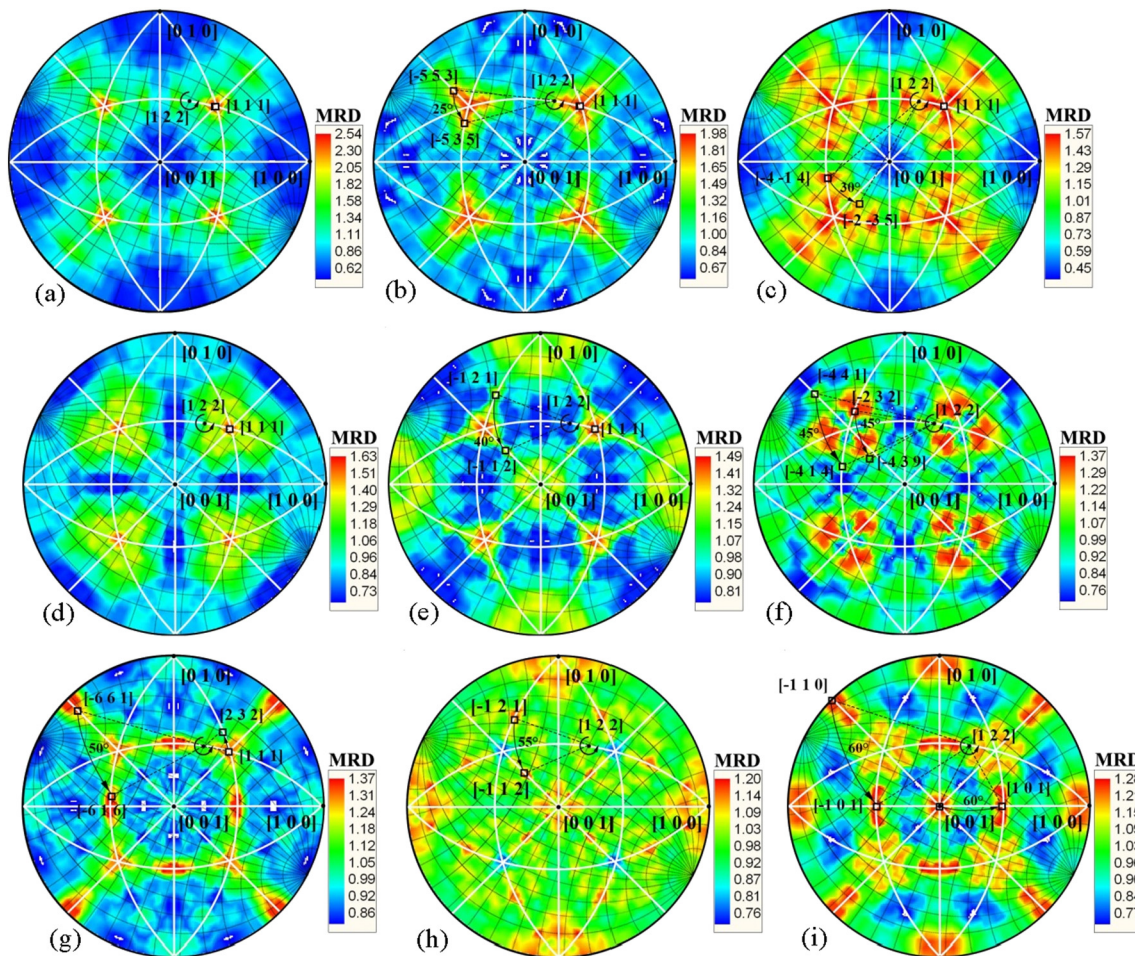 [0 1 0]
[1 2 2]
[1 1 1]
[0 0 1]
[1 0 0]
MRD
2.54
2.30
2.05
1.82
1.58
1.34
1.11
0.86
0.62
(a)
[0 1 0]
[-5 5 3]
[1 2 2]
25°
[1 1 1]
[-5 3 5]
[0 0 1]
[1 0 0]
MRD
1.98
1.81
1.65
1.49
1.32
1.16
1.00
0.84
0.67
(b)
[0 1 0]
[1 2 2]
[1 1 1]
[0 0 1]
[1 0 0]
[-4 -1 4]
30°
[-2 -3 5]
MRD
1.57
1.43
1.29
1.15
1.01
0.87
0.73
0.59
0.45
(c)
[0 1 0]
[1 2 2]
[1 1 1]
[0 0 1]
[1 0 0]
MRD
1.63
1.51
1.40
1.29
1.18
1.06
0.96
0.84
0.73
(d)
[0 1 0]
[-1 2 1]
[1 2 2]
[1 1 1]
40°
[-1 1 2]
[0 0 1]
[1 0 0]
MRD
1.49
1.41
1.32
1.24
1.15
1.07
0.98
0.90
0.81
(e)
[0 1 0]
[-4 4 1]
[-2 3 2]
[1 2 2]
45°
45°
[-4 1 4]
[-4 3 9]
[0 0 1]
[1 0 0]
MRD
1.37
1.29
1.22
1.14
1.07
0.99
0.92
0.84
0.76
(f)
[0 1 0]
[-6 6 1]
[2 3 2]
50°
[1 1 1]
[-6 1 6]
[0 0 1]
[1 0 0]
MRD
1.37
1.31
1.24
1.18
1.12
1.05
0.99
0.92
0.86
(g)
[0 1 0]
[-1 2 1]
[1 2 2]
55°
[-1 1 2]
[0 0 1]
[1 0 0]
MRD
1.20
1.14
1.09
1.03
0.98
0.92
0.87
0.81
0.76
(h)
[-1 1 0]
[0 1 0]
[1 2 2]
60°
[-1 0 1]
[1 0 1]
60°
[0 0 1]
[1 0 0]
MRD
(i)